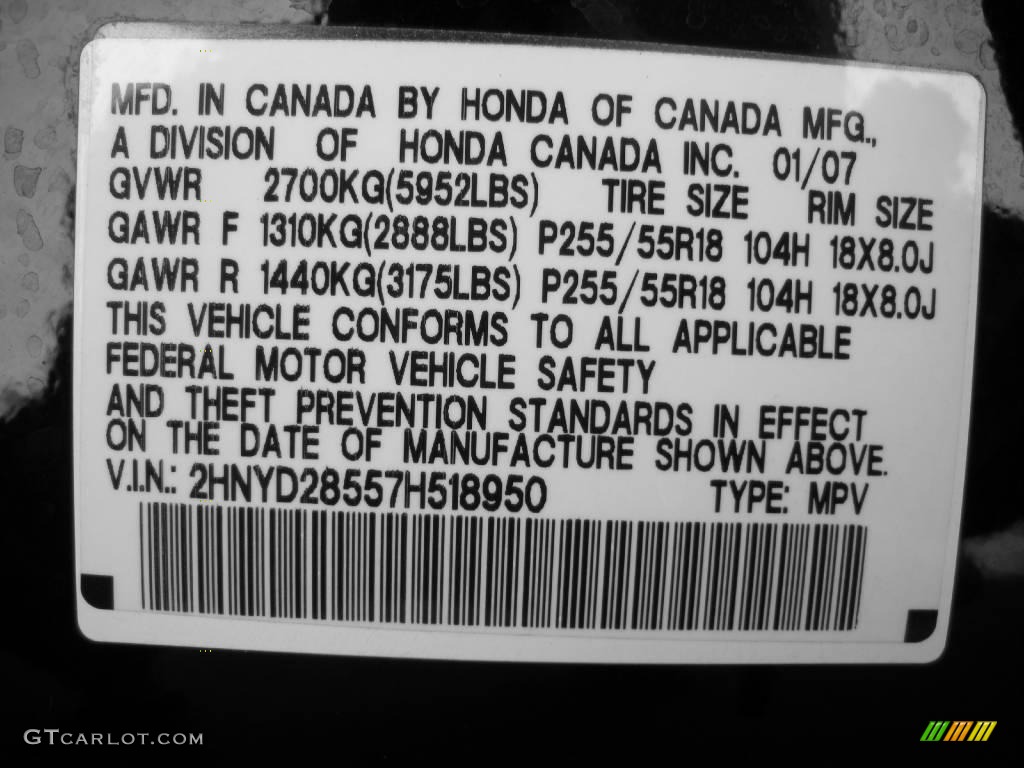 MFD. IN CANADA BY HONDA OF CANADA MFG.,
A DIVISION OF HONDA CANADA INC. 01/07
GVWR 2700KG(5952LBS) TIRE SIZE RIM SIZE
GAWR F 1310KG(2888LBS) P255/55R18 104H 18X8.0J
GAWR R 1440KG(3175LBS) P255/55R18 104H 18X8.0J
THIS VEHICLE CONFORMS TO ALL APPLICABLE
FEDERAL MOTOR VEHICLE SAFETY
AND THEFT PREVENTION STANDARDS IN EFFECT
ON THE DATE OF MANUFACTURE SHOWN ABOVE.
V.I.N.: 2HNYD28557H518950 TYPE: MPV
GTCARLOT.COM